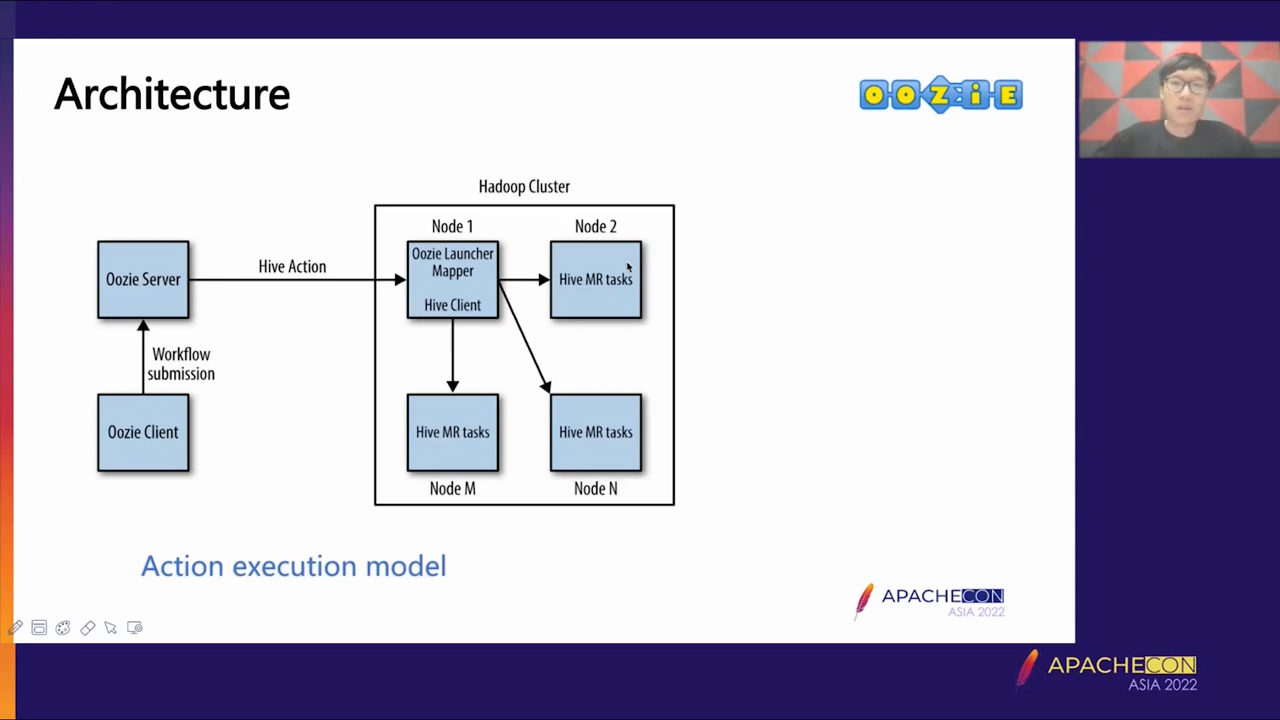 Architecture
OOZiE
Hadoop Cluster
Node 1
Node 2
Oozie Server
Hive Action
Oozie Launcher
Mapper
Hive Client
Hive MR tasks
Workflow
submission
Oozie Client
Hive MR tasks
Hive MR tasks
Node M
Node N
Action execution model
APACHECON
ASIA 2022
APACHECON
ASIA 2022